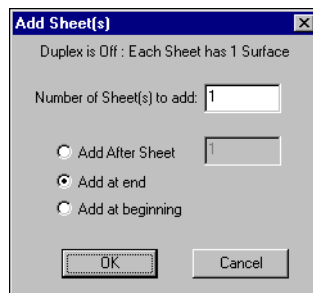 Add Sheet(s)
Duplex is Off : Each Sheet has 1 Surface
Number of Sheet(s) to add: 1
Add After Sheet 1
Add at end
Add at beginning
OK Cancel